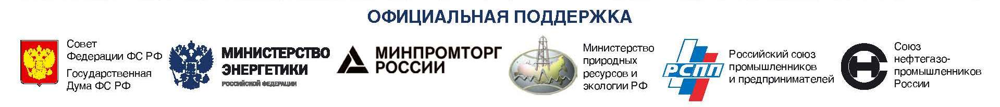 ОФИЦИАЛЬНАЯ ПОДДЕРЖКА
Совет
Федерации ФС РФ
Государственная
Дума ФС РФ
МИНИСТЕРСТВО
ЭНЕРГЕТИКИ
РОССИЙСКОЙ ФЕДЕРАЦИИ
МИНПРОМТОРГ
РОССИИ
Министерство
природных
ресурсов и
экологии РФ
РСПП
Российский союз
промышленников
и предпринимателей
Союз
нефтегазо-
промышленников
России